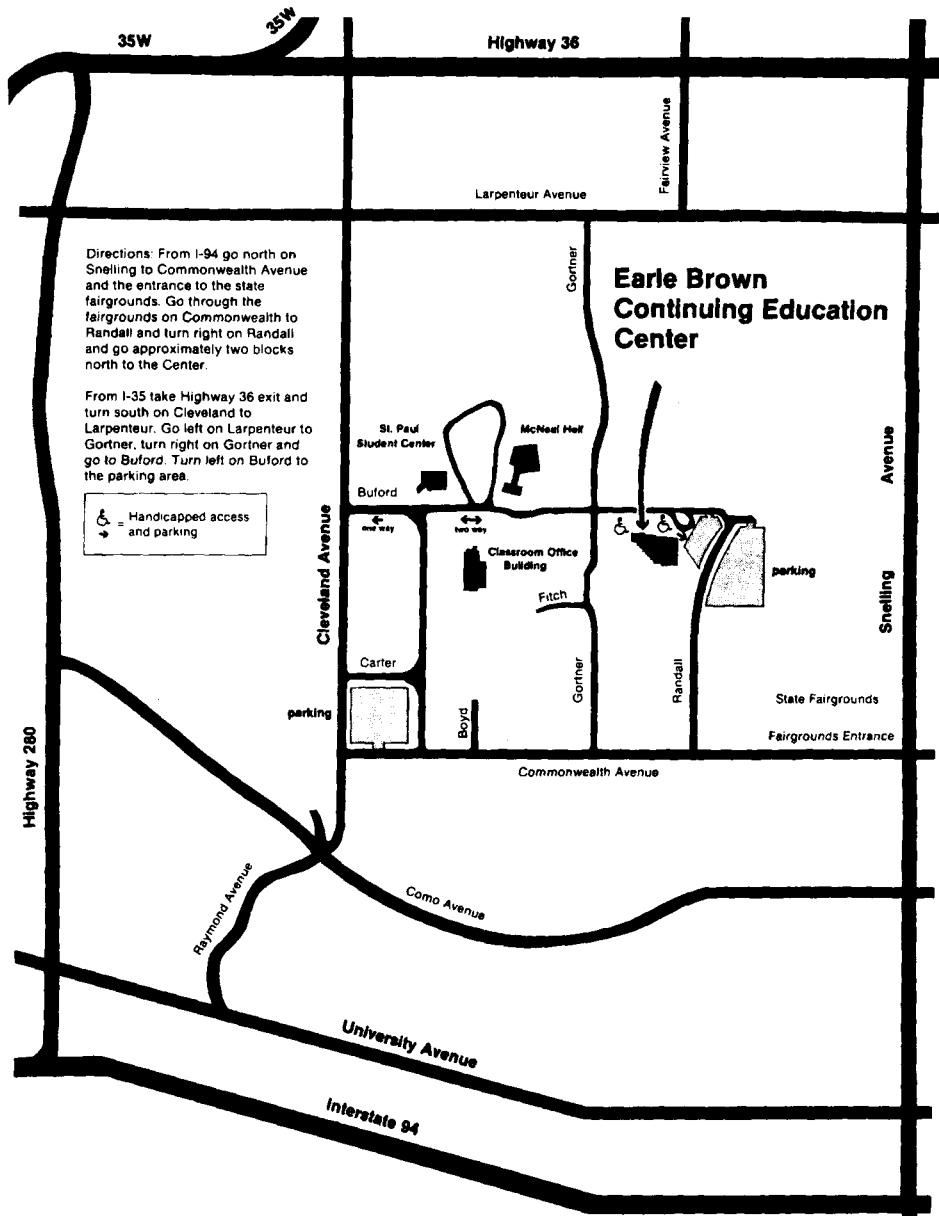 35W
35W
Highway 36
Fairview Avenue
Larpenteur Avenue
Directions: From I-94 go north on
Snelling to Commonwealth Avenue
and the entrance to the state
fairgrounds. Go through the
fairgrounds on Commonwealth to
Randall and turn right on Randall
and go approximately two blocks
north to the Center.
From I-35 take Highway 36 exit and
turn south on Cleveland to
Larpenteur. Go left on Larpenteur to
Gortner, turn right on Gortner and
go to Buford. Turn left on Buford to
the parking area.
= Handicapped access
and parking
Gortner
Earle Brown
Continuing Education
Center
St. Paul
Student Center
McNeal Hall
Buford
one way
two way
Classroom Office
Building
Fitch
Cleveland Avenue
parking
Snelling Avenue
Carter
parking
Boyd
Gortner
Randall
State Fairgrounds
Fairgrounds Entrance
Commonwealth Avenue
Highway 280
Raymond Avenue
Como Avenue
University Avenue
Interstate 94